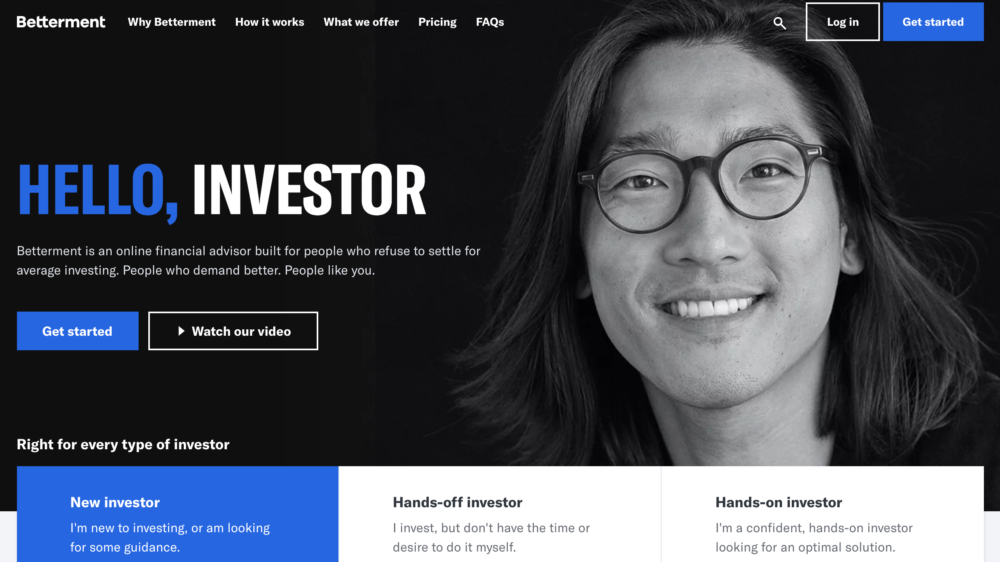 Betterment
Why Betterment
How it works
What we offer
Pricing
FAQs
Log in
Get started
HELLO, INVESTOR
Betterment is an online financial advisor built for people who refuse to settle for
average investing. People who demand better. People like you.
Get started
Watch our video
Right for every type of investor
New investor
I'm new to investing, or am looking
for some guidance.
Hands-off investor
I invest, but don't have the time or
desire to do it myself.
Hands-on investor
I'm a confident, hands-on investor
looking for an optimal solution.